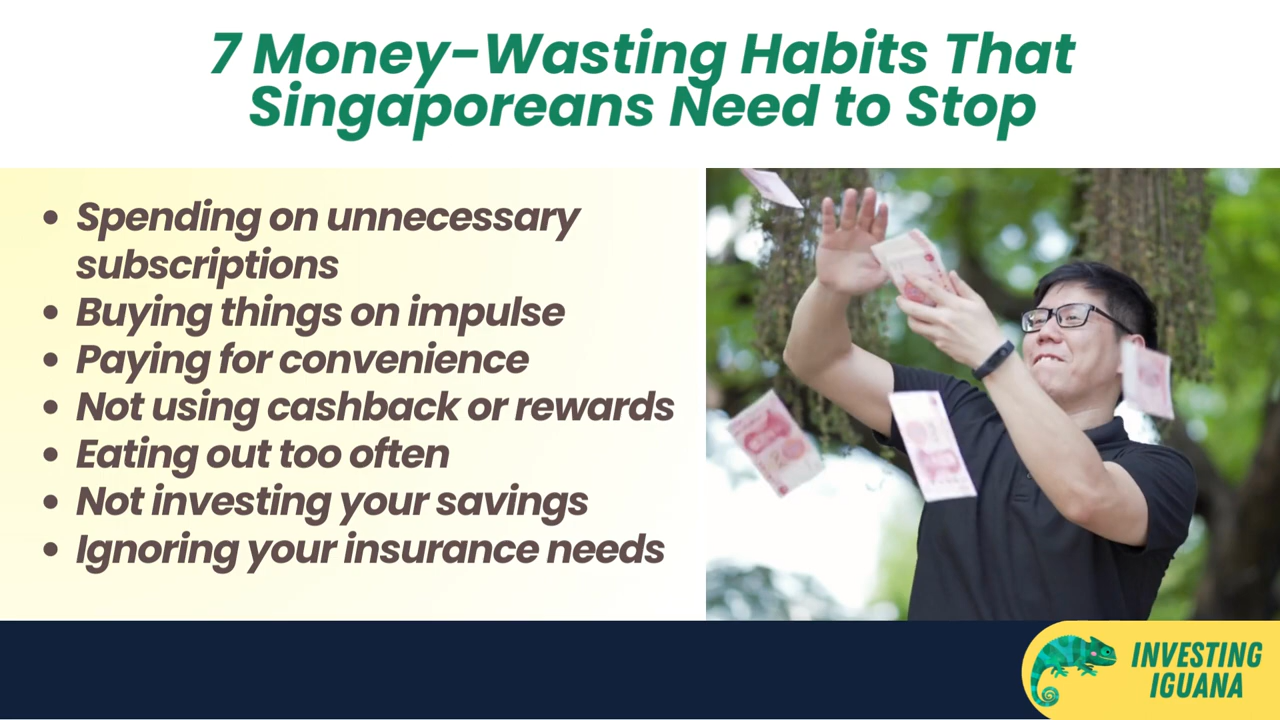 7 Money-Wasting Habits That
Singaporeans Need to Stop
• Spending on unnecessary
subscriptions
• Buying things on impulse
• Paying for convenience
• Not using cashback or rewards
• Eating out too often
• Not investing your savings
• Ignoring your insurance needs
INVESTING
IGUANA